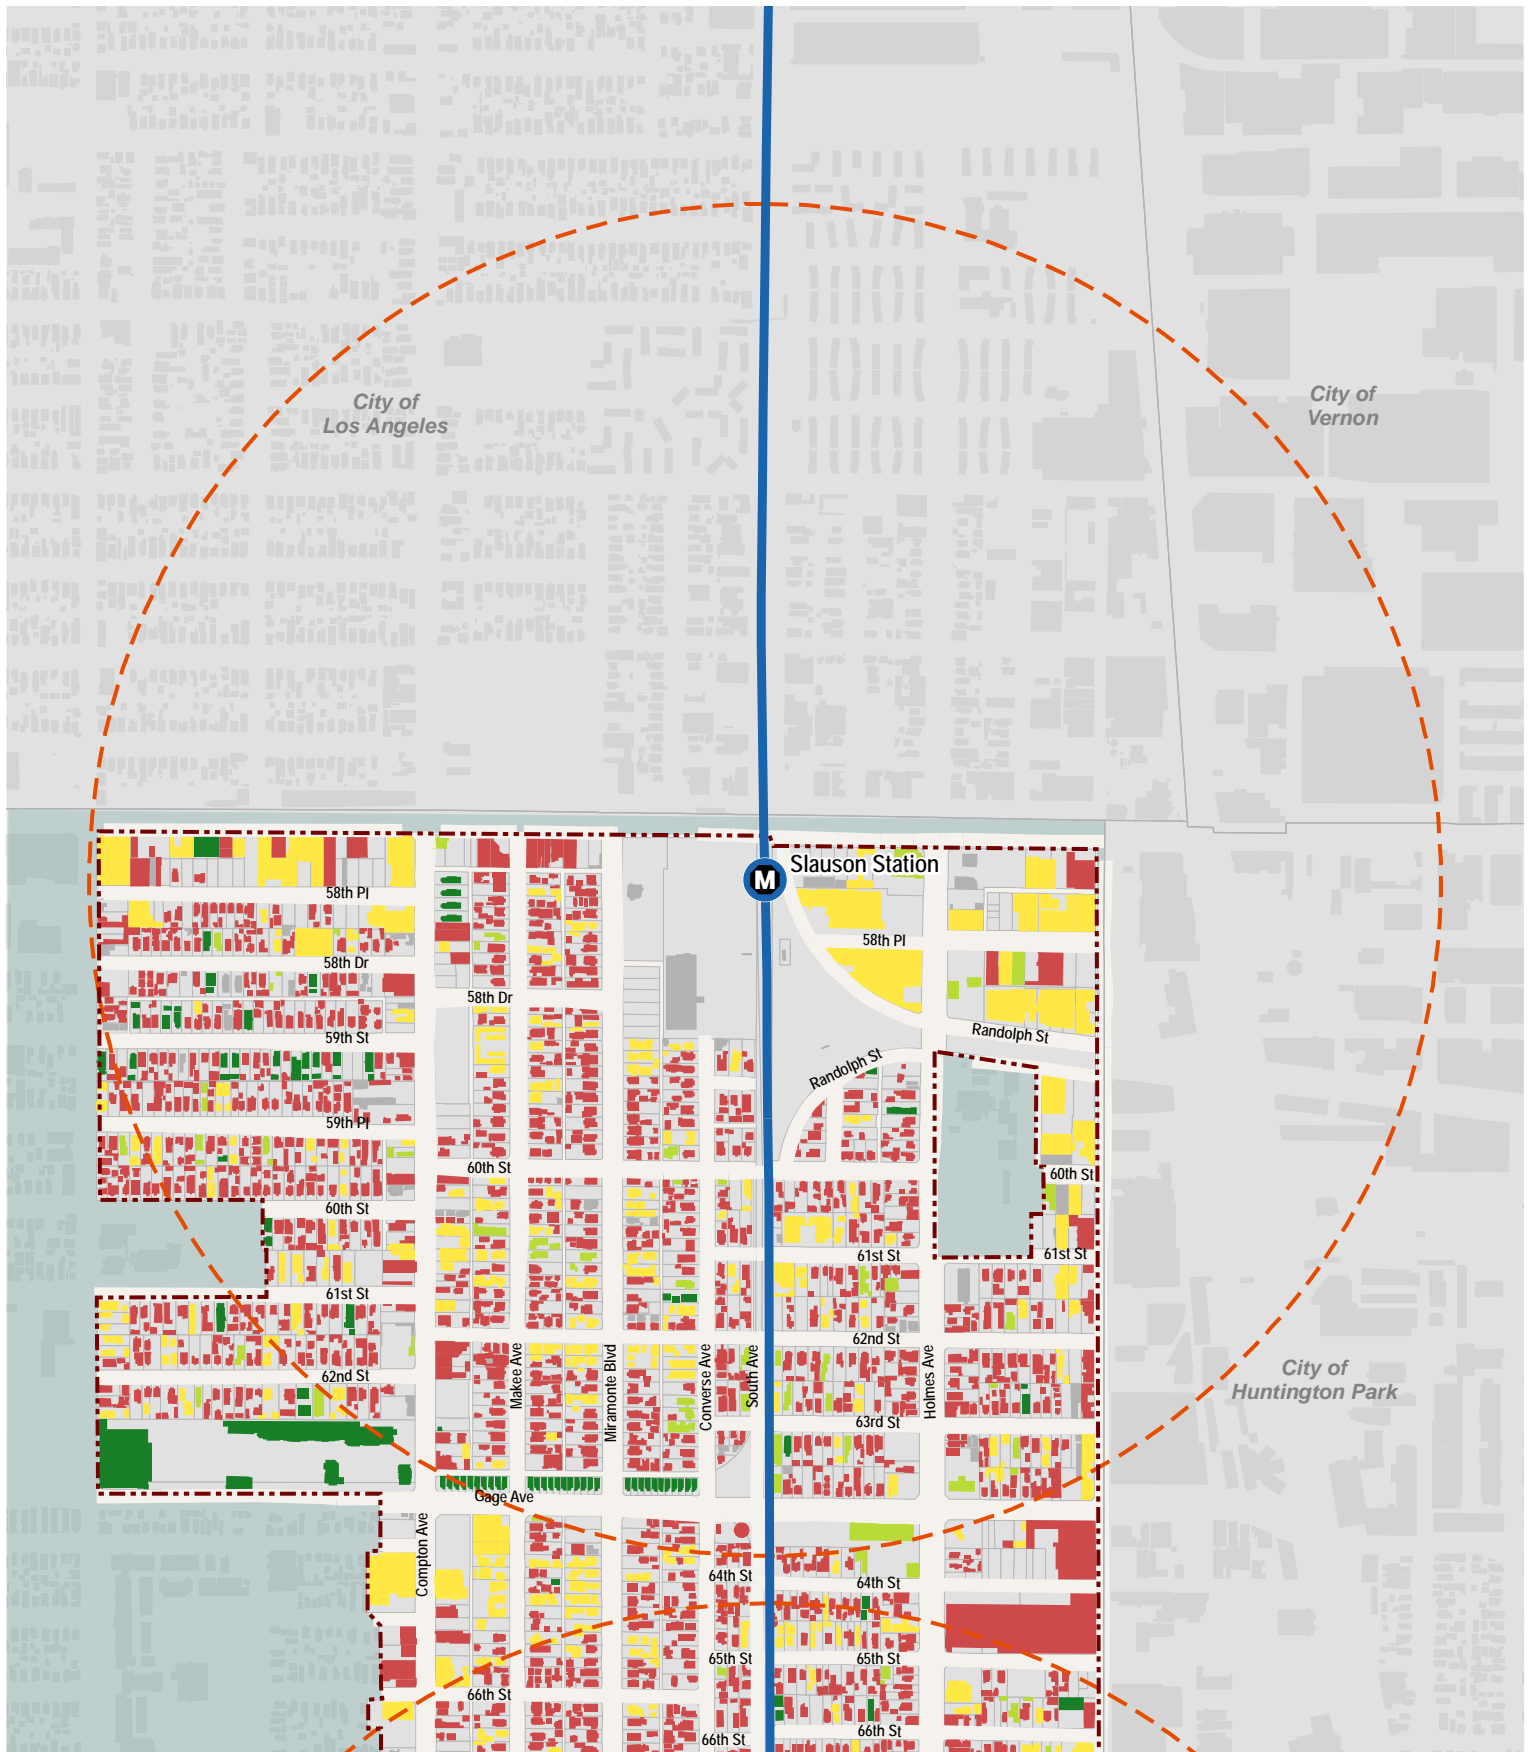 City of
Los Angeles
City of
Vernon
M
Slauson Station
58th Pl
58th Pl
58th Dr
58th Dr
59th St
Randolph St
Randolph St
59th Pl
60th St
60th St
60th St
61st St
61st St
61st St
62nd St
62nd St
Makee Ave
Miramonte Blvd
Converse Ave
South Ave
Holmes Ave
City of
Huntington Park
63rd St
Gage Ave
Compton Ave
64th St
64th St
65th St
65th St
66th St
66th St
66th St